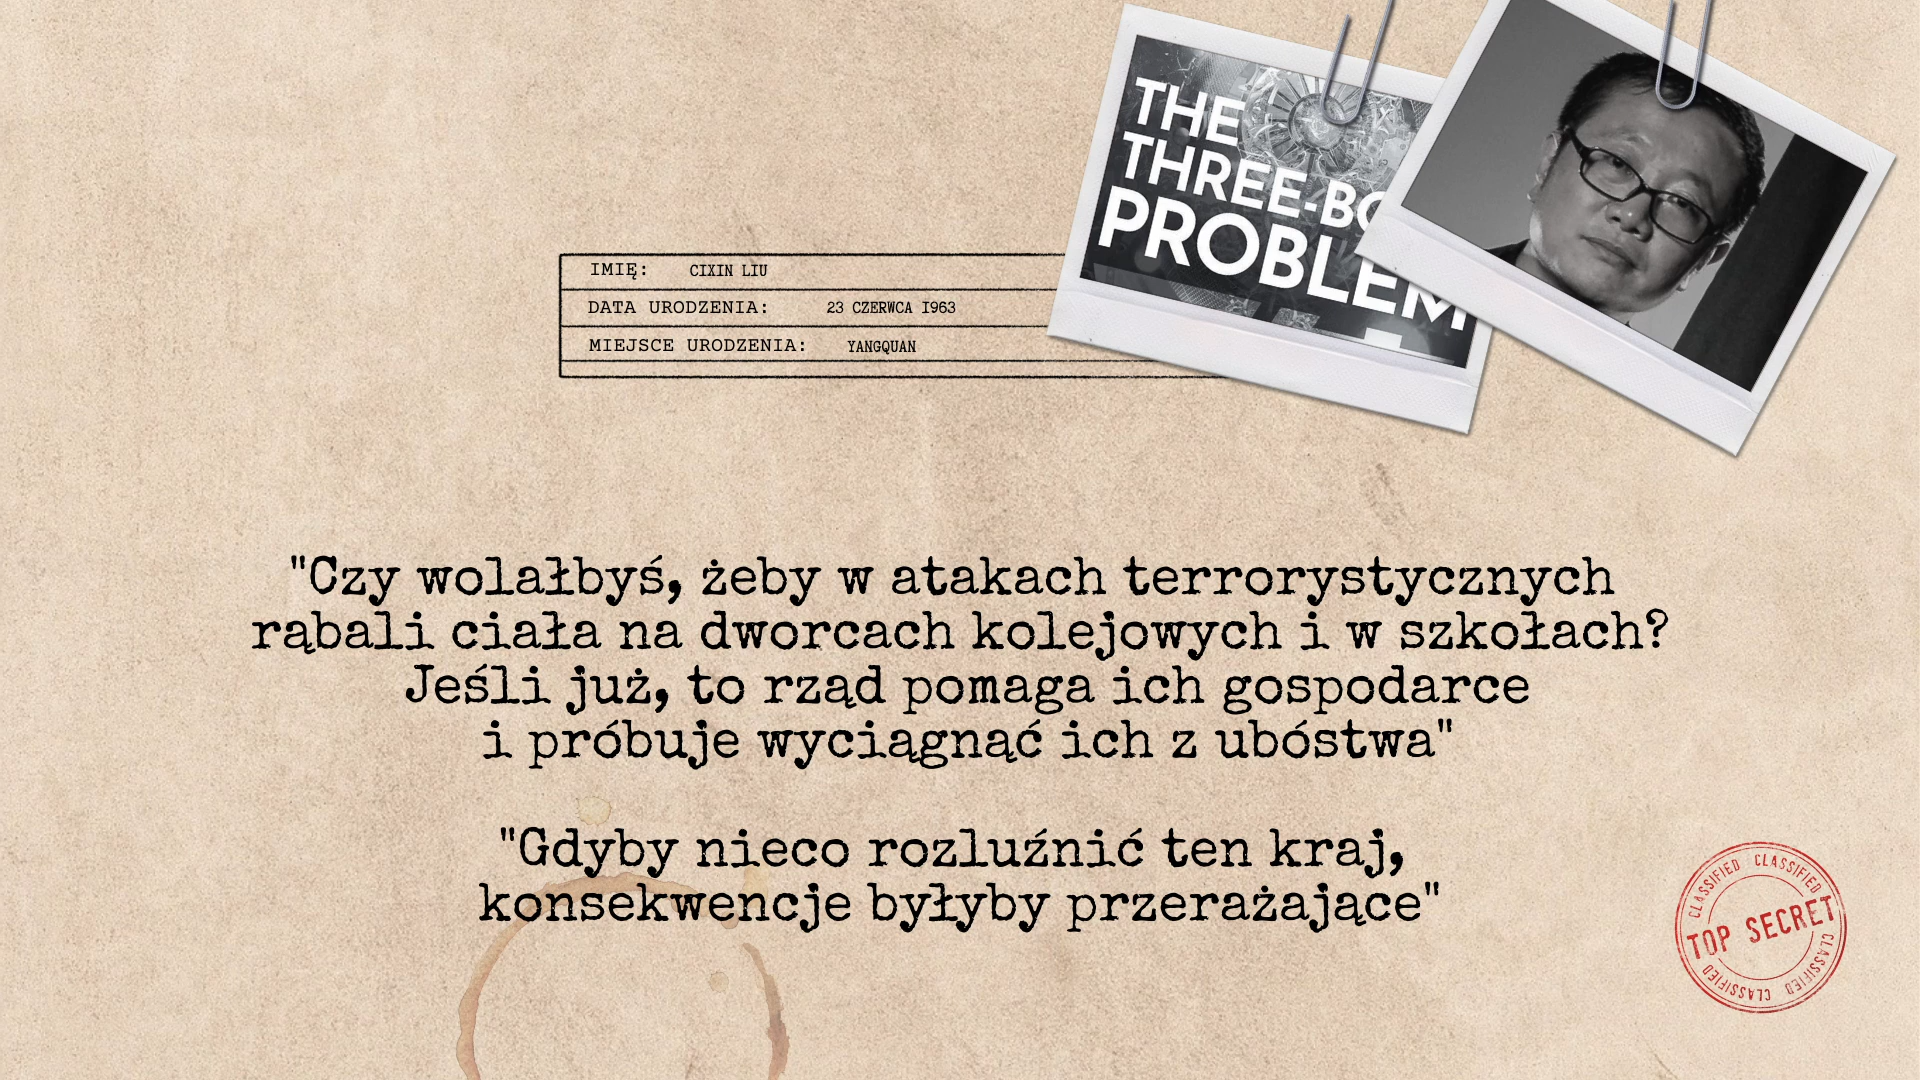 THE
THREE-BO
PROBLEM
IMIĘ: CIXIN LIU
DATA URODZENIA: 23 CZERWCA 1963
MIEJSCE URODZENIA: YANGQUAN
"Czy wolałbyś, żeby w atakach terrorystycznych
rąbali ciała na dworcach kolejowych i w szkołach?
Jeśli już, to rząd pomaga ich gospodarce
i próbuje wyciągnąć ich z ubóstwa"
"Gdyby nieco rozluźnić ten kraj,
konsekwencje byłyby przerażające"
CLASSIFIED CLASSIFIED
TOP SECRET
CLASSIFIED CLASSIFIED CLASSIFIED